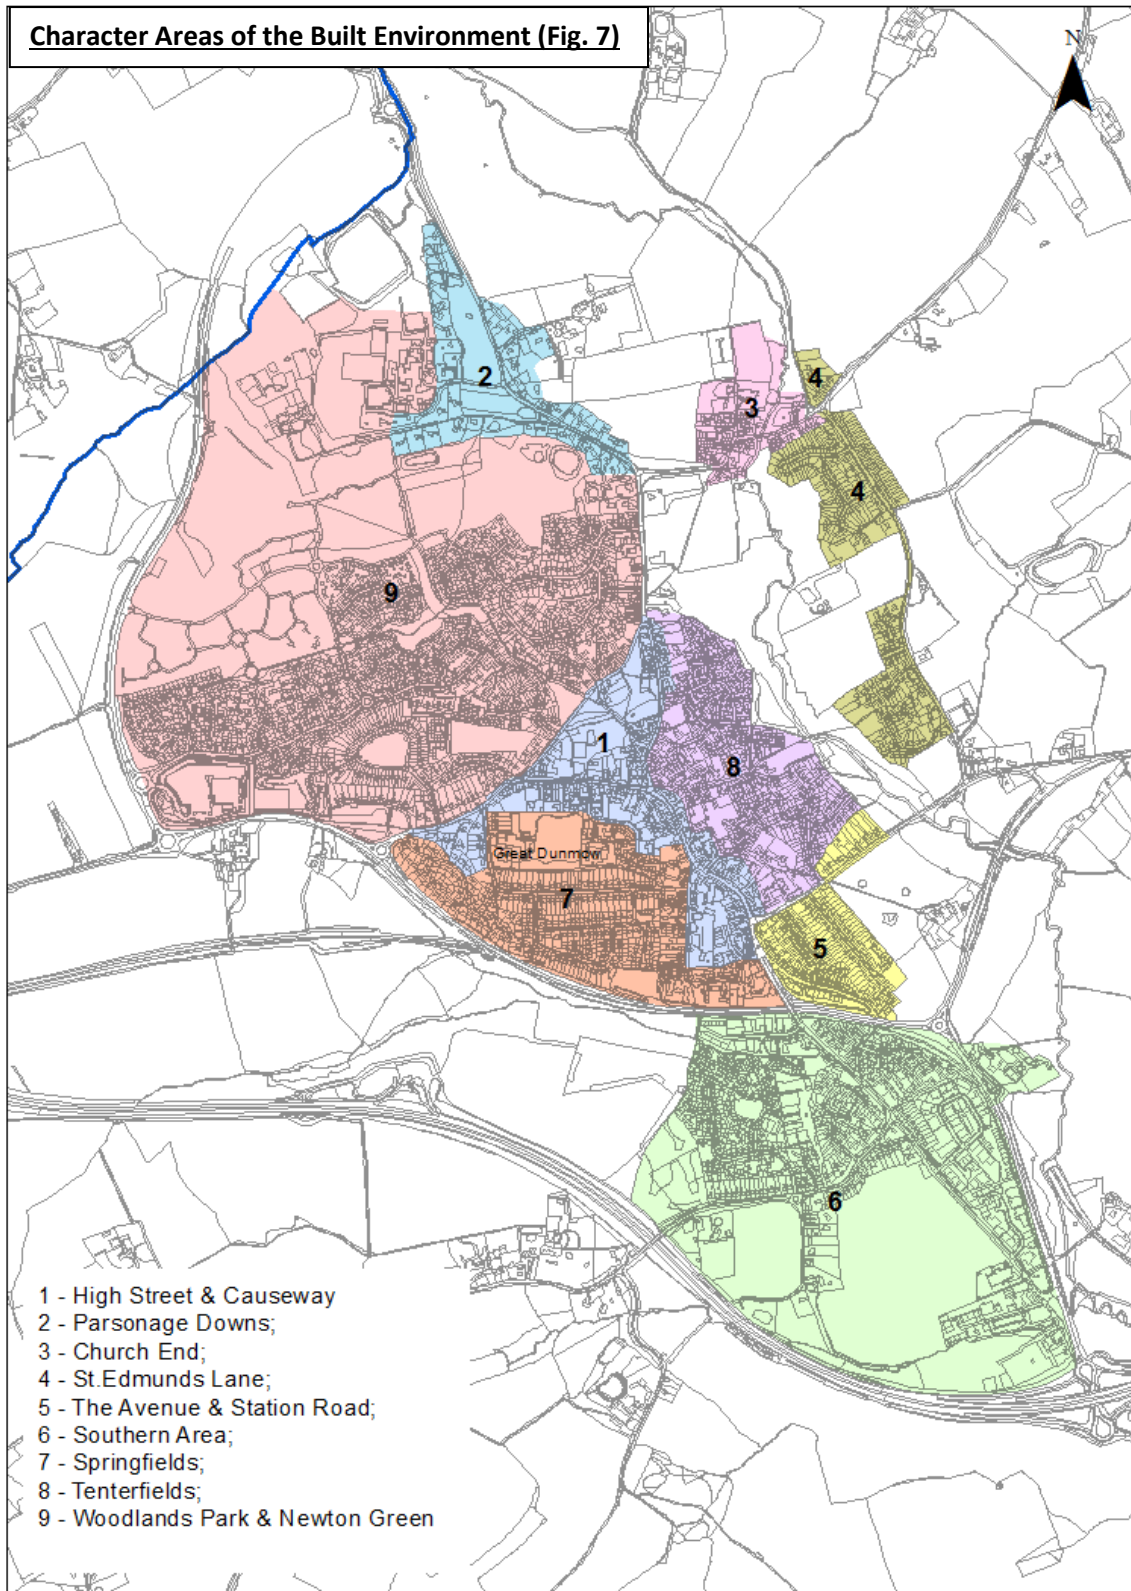 Character Areas of the Built Environment (Fig. 7)
N
2
3
4
4
9
1
8
Great Dunmow
7
5
6
1 - High Street & Causeway
2 - Parsonage Downs;
3 - Church End;
4 - St.Edmunds Lane;
5 - The Avenue & Station Road;
6 - Southern Area;
7 - Springfields;
8 - Tenterfields;
9 - Woodlands Park & Newton Green